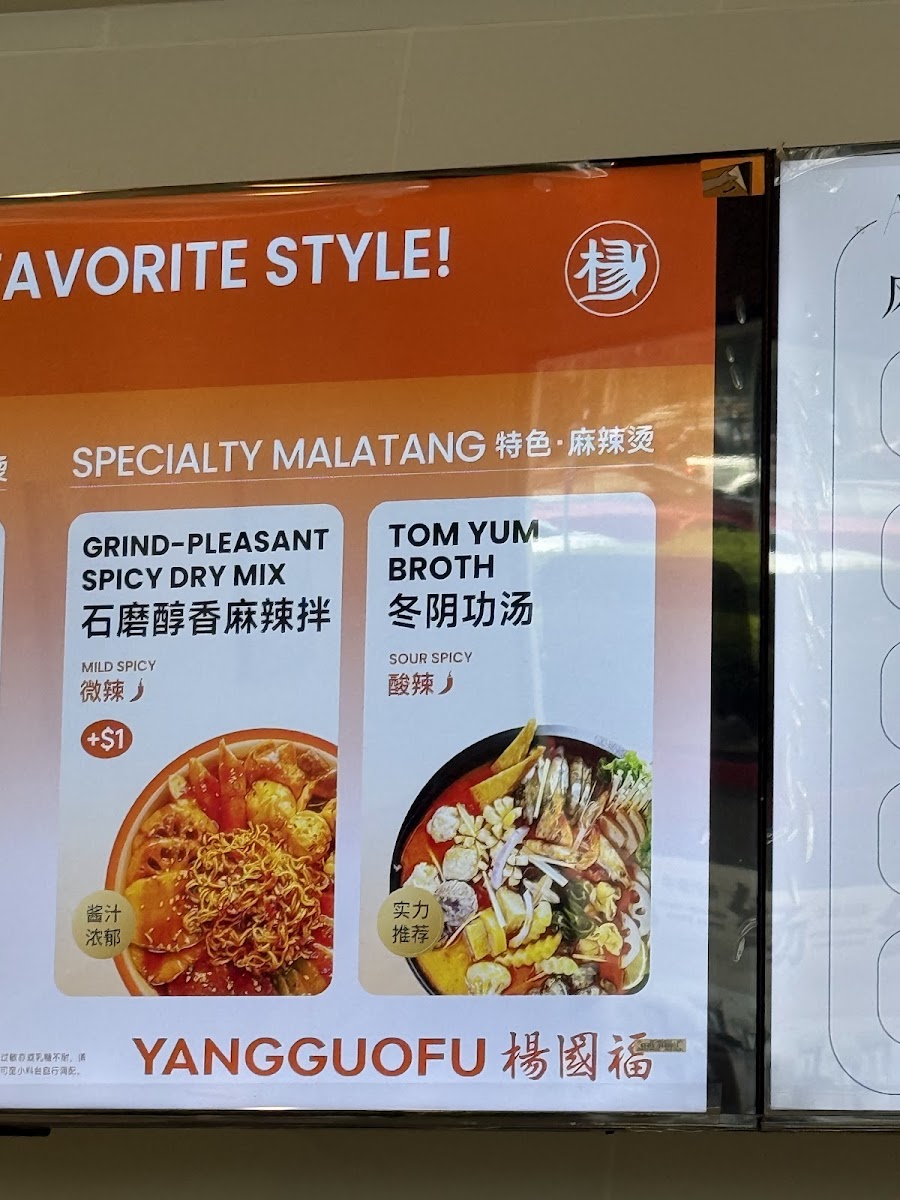 FAVORITE STYLE!
楊
SPECIALTY MALATANG 特色·麻辣烫
GRIND-PLEASANT
SPICY DRY MIX
石磨醇香麻辣拌
MILD SPICY
微辣
+$1
酱汁
浓郁
TOM YUM
BROTH
冬阴功汤
SOUR SPICY
酸辣
实力
推荐
YANGGUOFU 楊國福